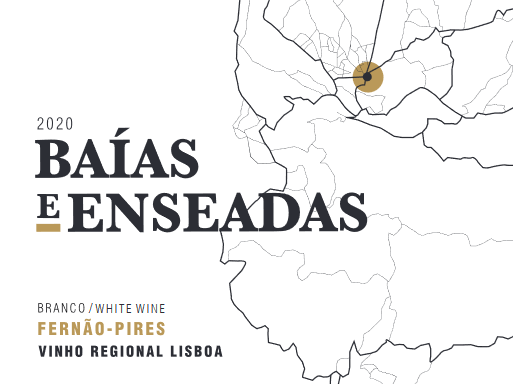 2020
BAÍAS
E ENSEADAS
BRANCO/WHITE WINE
FERNÃO-PIRES
VINHO REGIONAL LISBOA